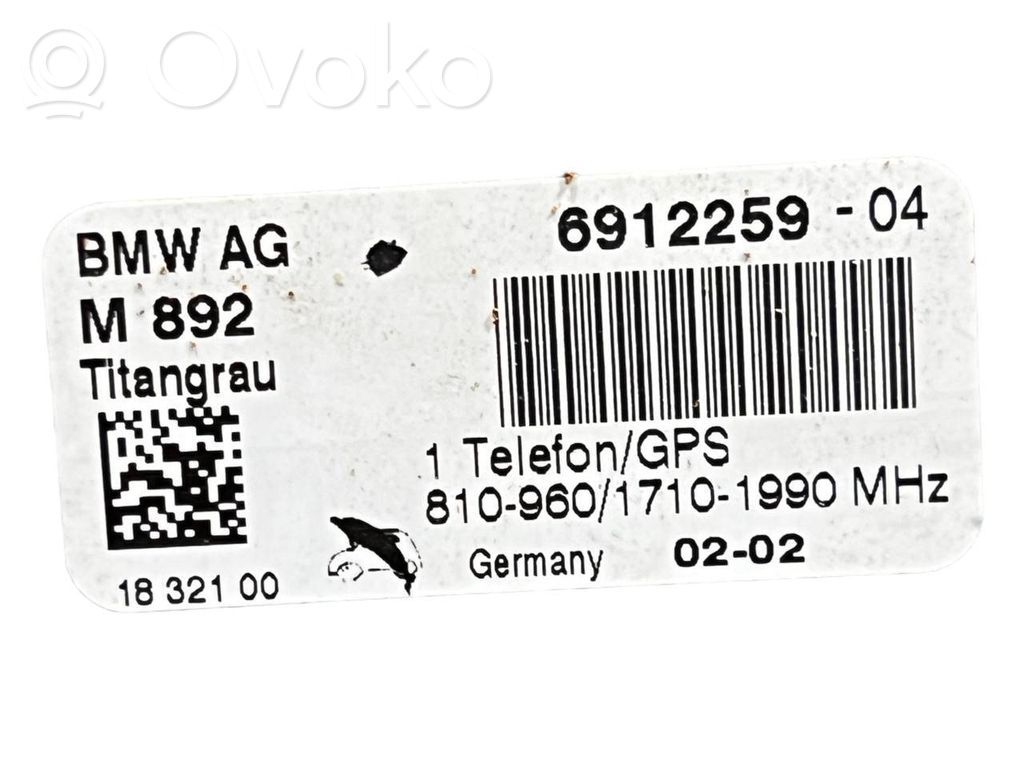 Ovoko
BMW AG
6912259 - 04
M 892
Titangrau
1 Telefon/GPS
810-960/1710-1990 MHz
18 321 00
Germany 02-02